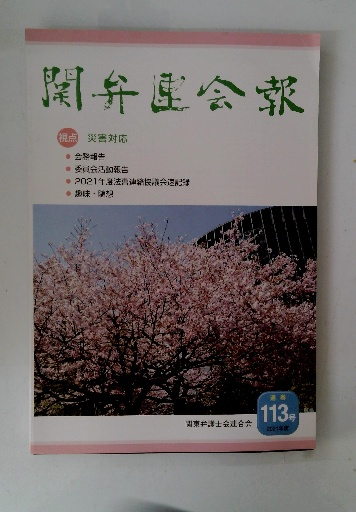 関弁連会報
視点 災害対応
● 会務報告
● 委員会活動報告
● 2021年度法曹連絡協議会速記録
● 趣味・随想
関東弁護士会連合会
通巻
113号